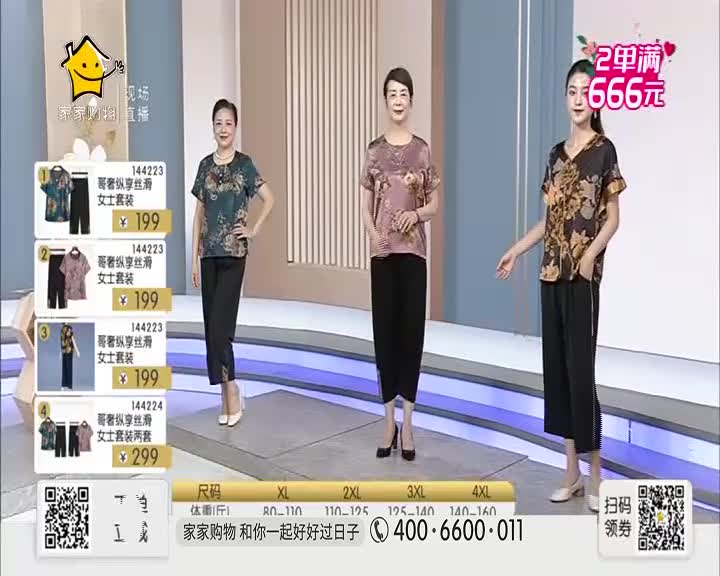 现场
家家购物 直播
2单满
666元
1
144223
哥奢纵享丝滑
女士套装
¥ 199
2
144223
哥奢纵享丝滑
女士套装
¥ 199
3
144223
哥奢纵享丝滑
女士套装
¥ 199
4
144224
哥奢纵享丝滑
女士套装两套
¥ 299
尺码 XL 2XL 3XL 4XL
体重(斤) 80-110 110-125 125-140 140-160
家家购物 和你一起好好过日子 400·6600·011
扫码
领券